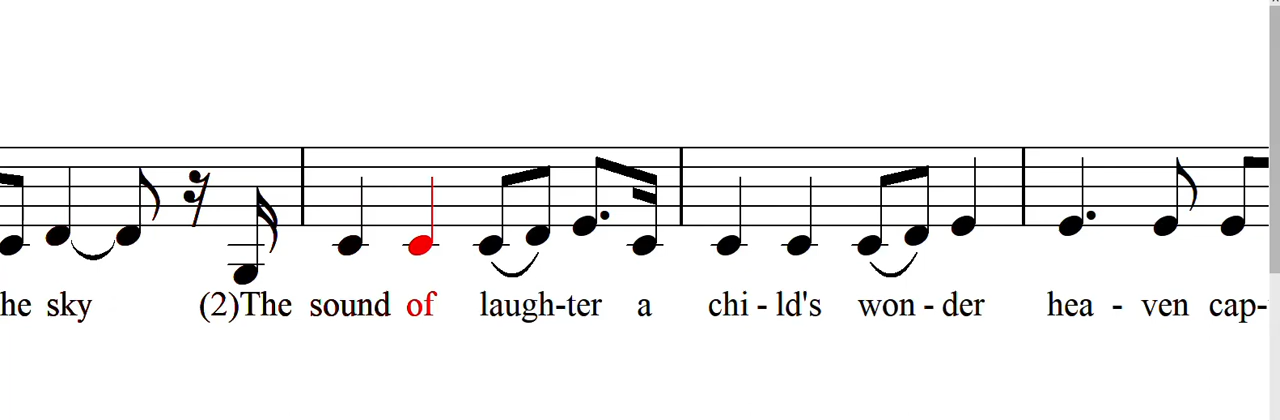 he sky (2)The sound of laugh-ter a chi - ld's won - der hea - ven cap-